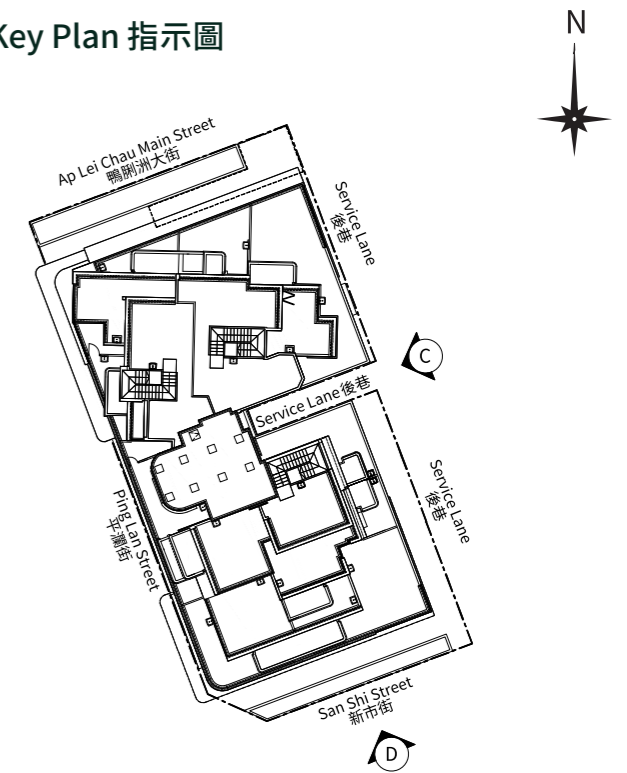 Key Plan 指示圖
N
Ap Lei Chau Main Street
鴨脷洲大街
Service Lane
後巷
C
Service Lane 後巷
Service Lane
後巷
Ping Lan Street
平瀾街
San Shi Street
新市街
D